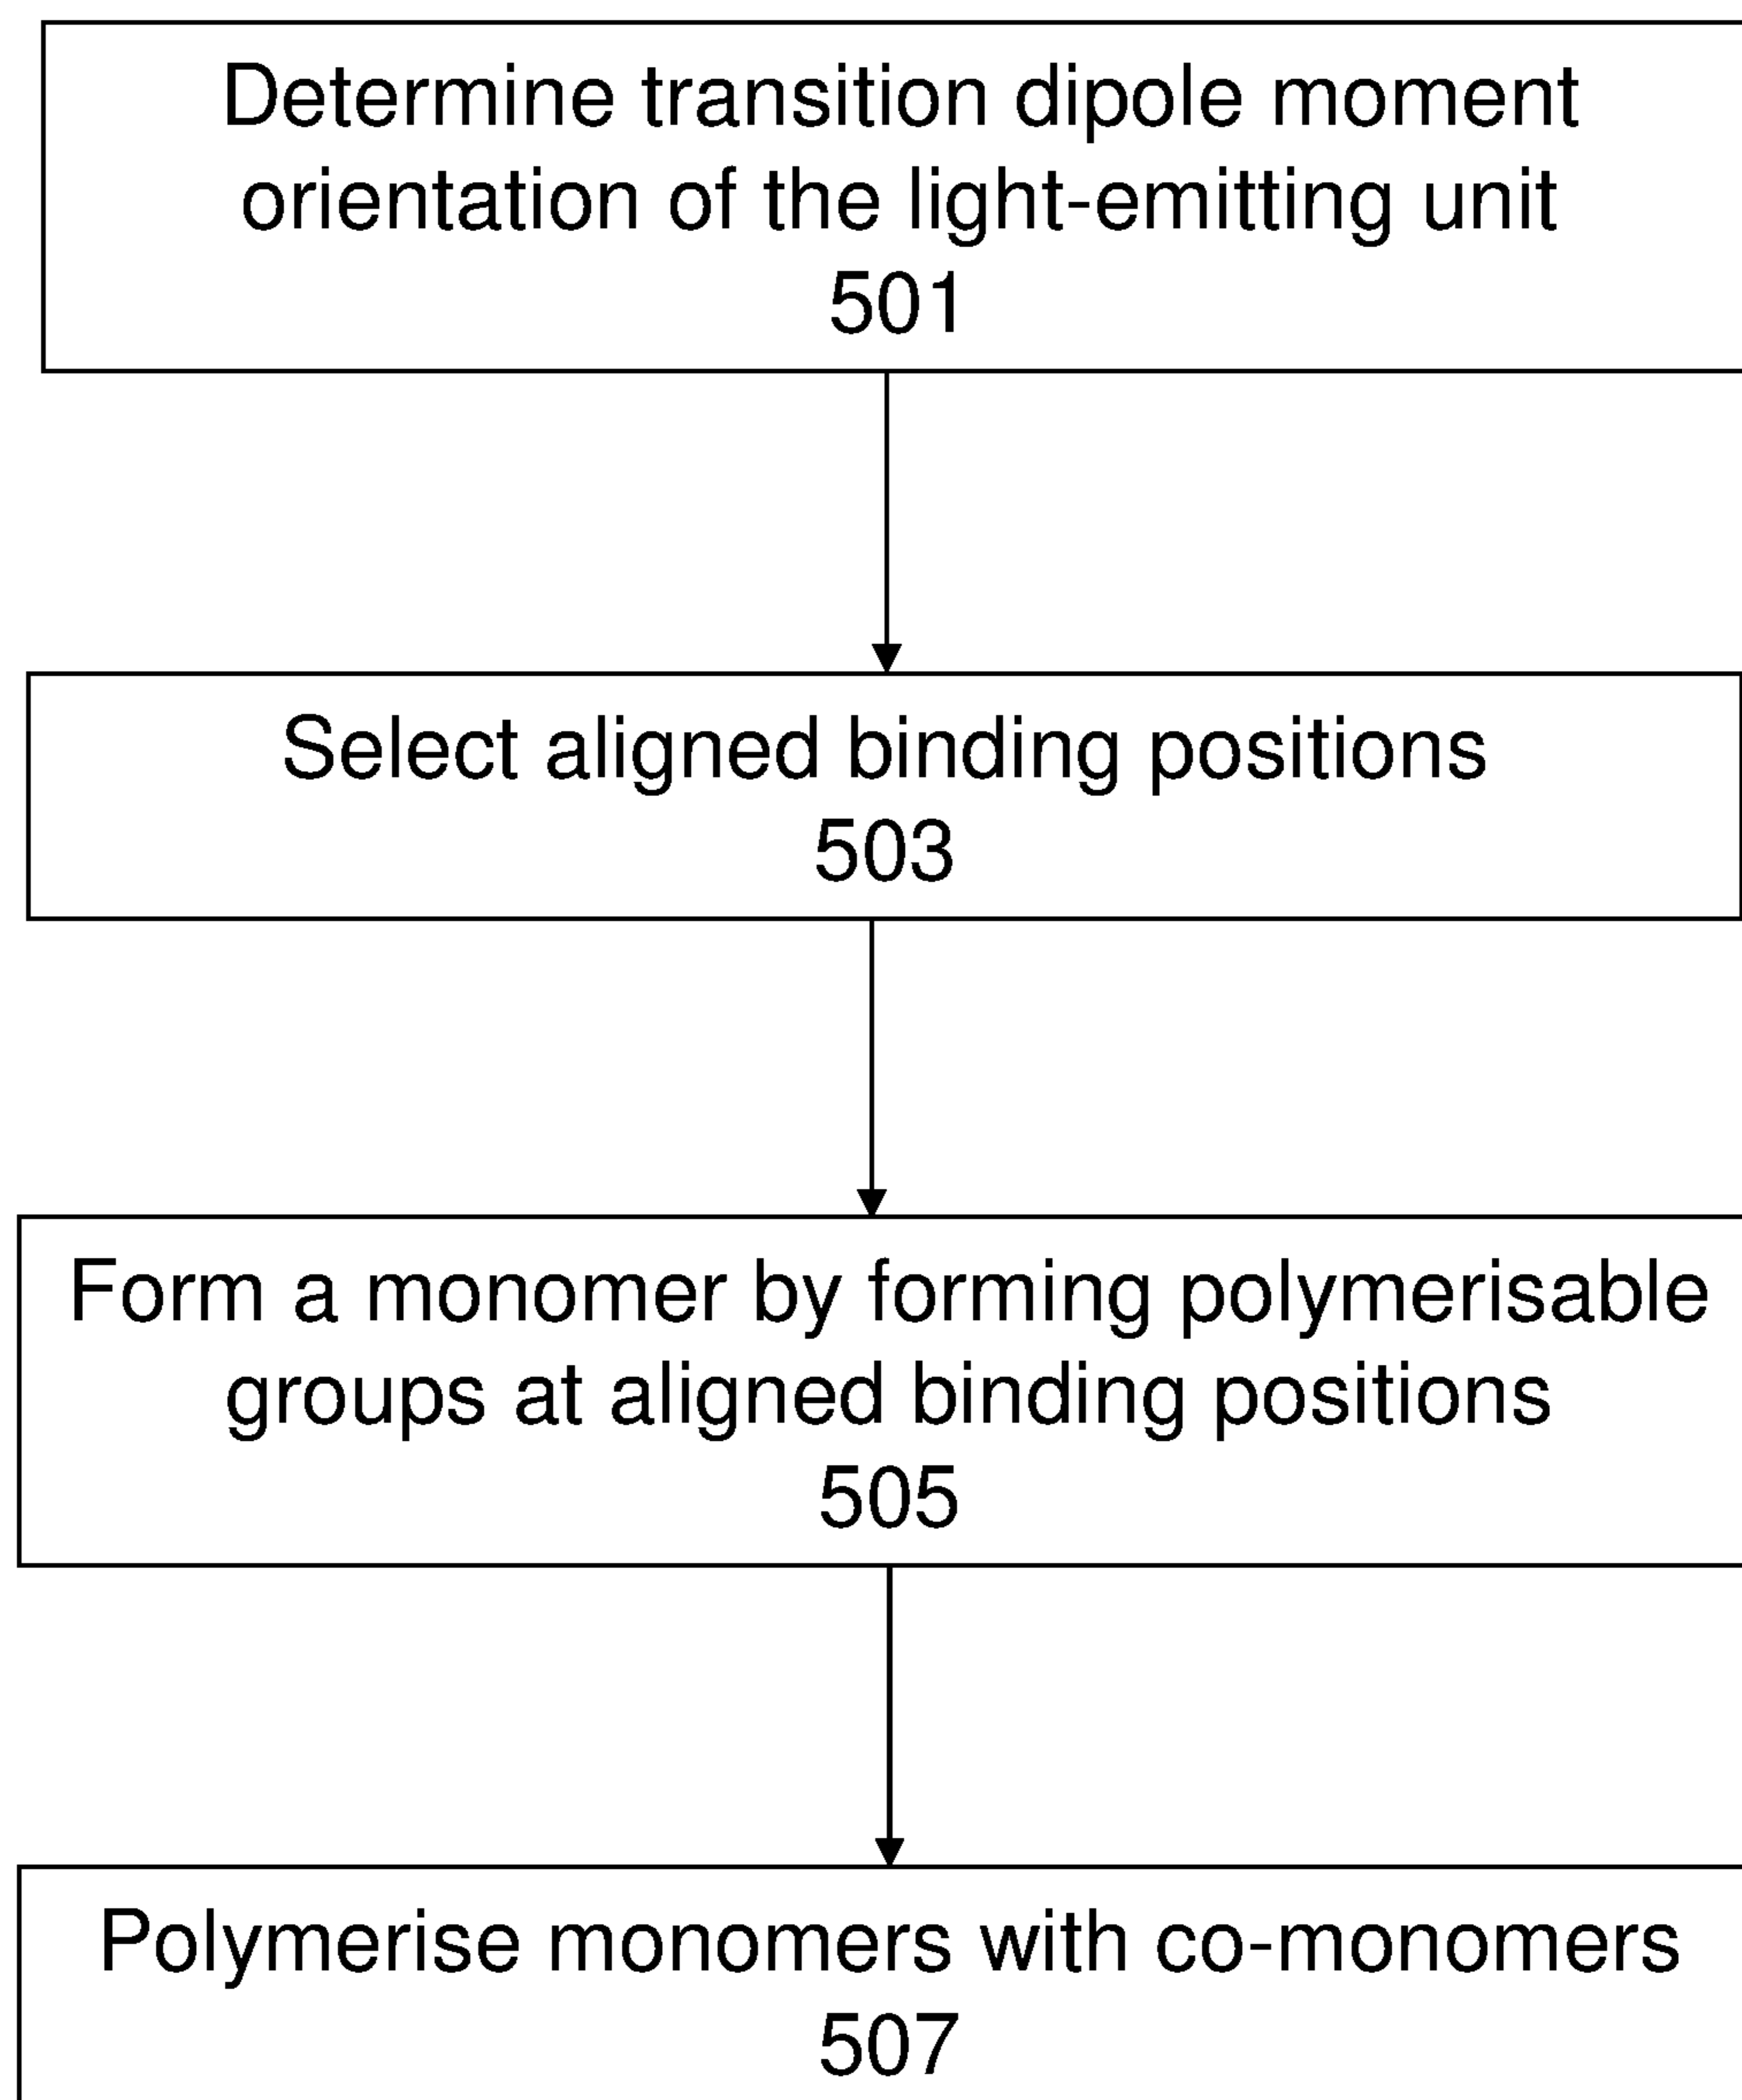 Determine transition dipole moment
orientation of the light-emitting unit
501
Select aligned binding positions
503
Form a monomer by forming polymerisable
groups at aligned binding positions
505
Polymerise monomers with co-monomers
507